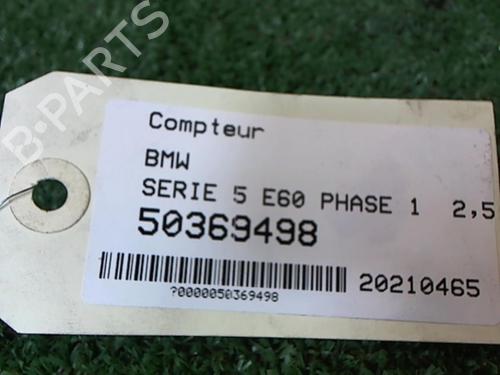 B-PARTS
Compteur
BMW
SERIE 5 E60 PHASE 1 2,5
50369498
20210465
?0000050369498